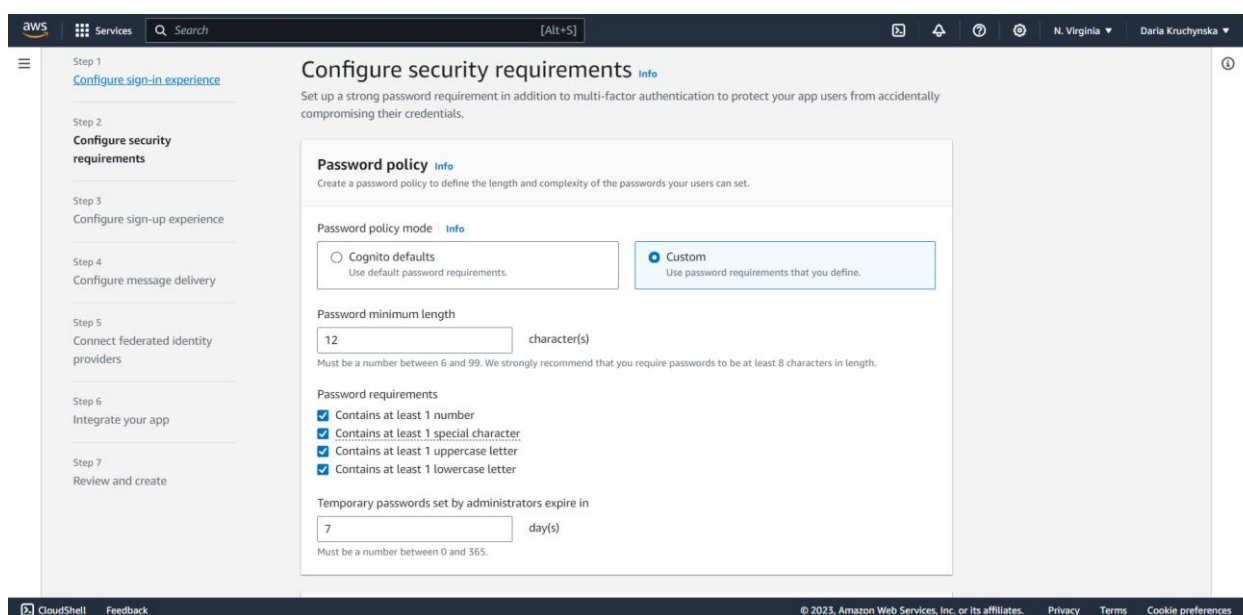 aws
Services
Search
[Alt+S]
N. Virginia
Daria Kruchynska
Step 1
Configure sign-in experience
Step 2
Configure security
requirements
Step 3
Configure sign-up experience
Step 4
Configure message delivery
Step 5
Connect federated identity
providers
Step 6
Integrate your app
Step 7
Review and create
Configure security requirements Info
Set up a strong password requirement in addition to multi-factor authentication to protect your app users from accidentally
compromising their credentials.
Password policy Info
Create a password policy to define the length and complexity of the passwords your users can set.
Password policy mode Info
Cognito defaults
Use default password requirements.
Custom
Use password requirements that you define.
Password minimum length
12 character(s)
Must be a number between 6 and 99. We strongly recommend that you require passwords to be at least 8 characters in length.
Password requirements
Contains at least 1 number
Contains at least 1 special character
Contains at least 1 uppercase letter
Contains at least 1 lowercase letter
Temporary passwords set by administrators expire in
7 day(s)
Must be a number between 0 and 365.
CloudShell Feedback
© 2023, Amazon Web Services, Inc. or its affiliates. Privacy Terms Cookie preferences